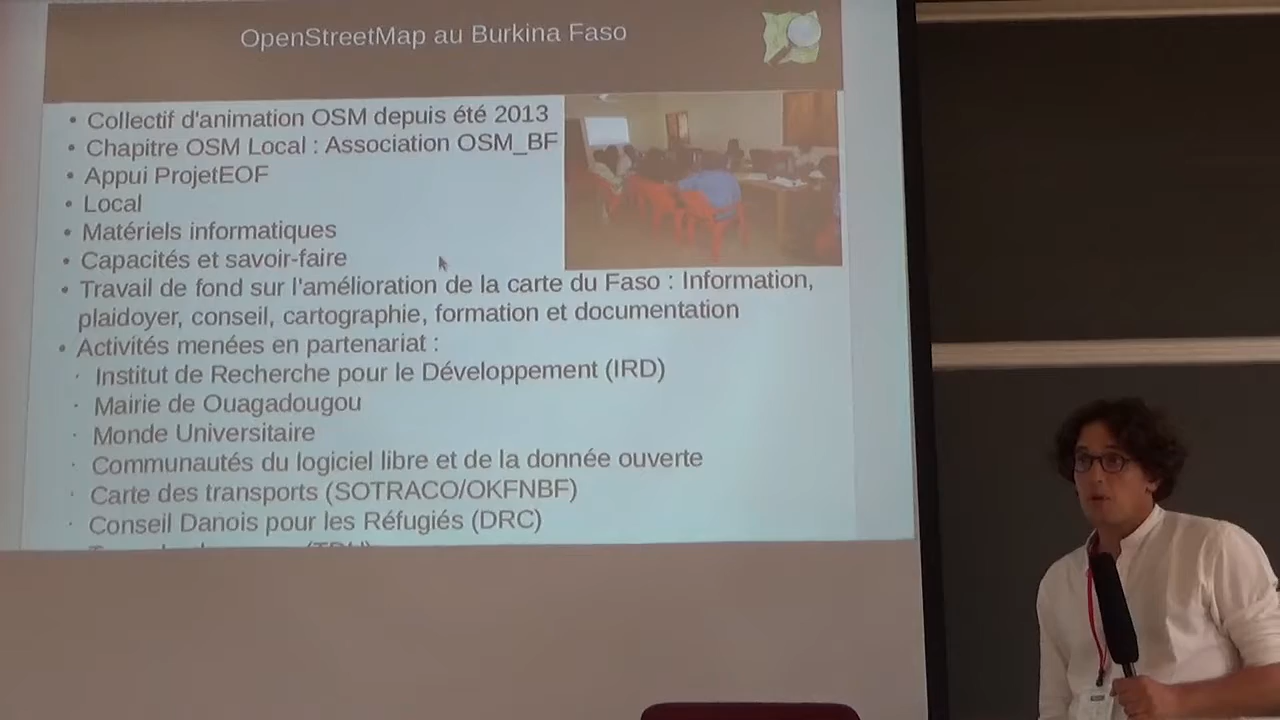 OpenStreetMap au Burkina Faso
• Collectif d'animation OSM depuis été 2013
• Chapitre OSM Local : Association OSM_BF
• Appui ProjetEOF
• Local
• Matériels informatiques
• Capacités et savoir-faire
• Travail de fond sur l'amélioration de la carte du Faso : Information,
plaidoyer, conseil, cartographie, formation et documentation
• Activités menées en partenariat :
· Institut de Recherche pour le Développement (IRD)
· Mairie de Ouagadougou
· Monde Universitaire
· Communautés du logiciel libre et de la donnée ouverte
· Carte des transports (SOTRACO/OKFNBF)
· Conseil Danois pour les Réfugiés (DRC)